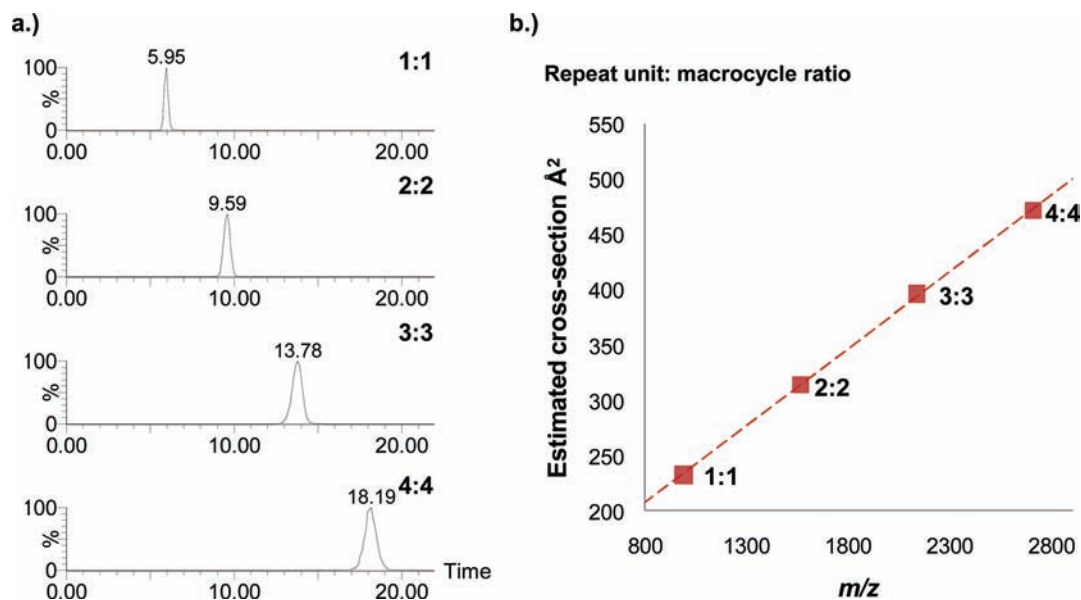 a.)
5.95
1:1
100
%
0
0.00 10.00 20.00
2:2
9.59
100
%
0
0.00 10.00 20.00
3:3
13.78
100
%
0
0.00 10.00 20.00
4:4
18.19
100
%
0
Time
0.00 10.00 20.00
b.)
Repeat unit: macrocycle ratio
Estimated cross-section Å²
550
500
450
400
350
300
250
200
4:4
3:3
2:2
1:1
800 1300 1800 2300 2800
m/z